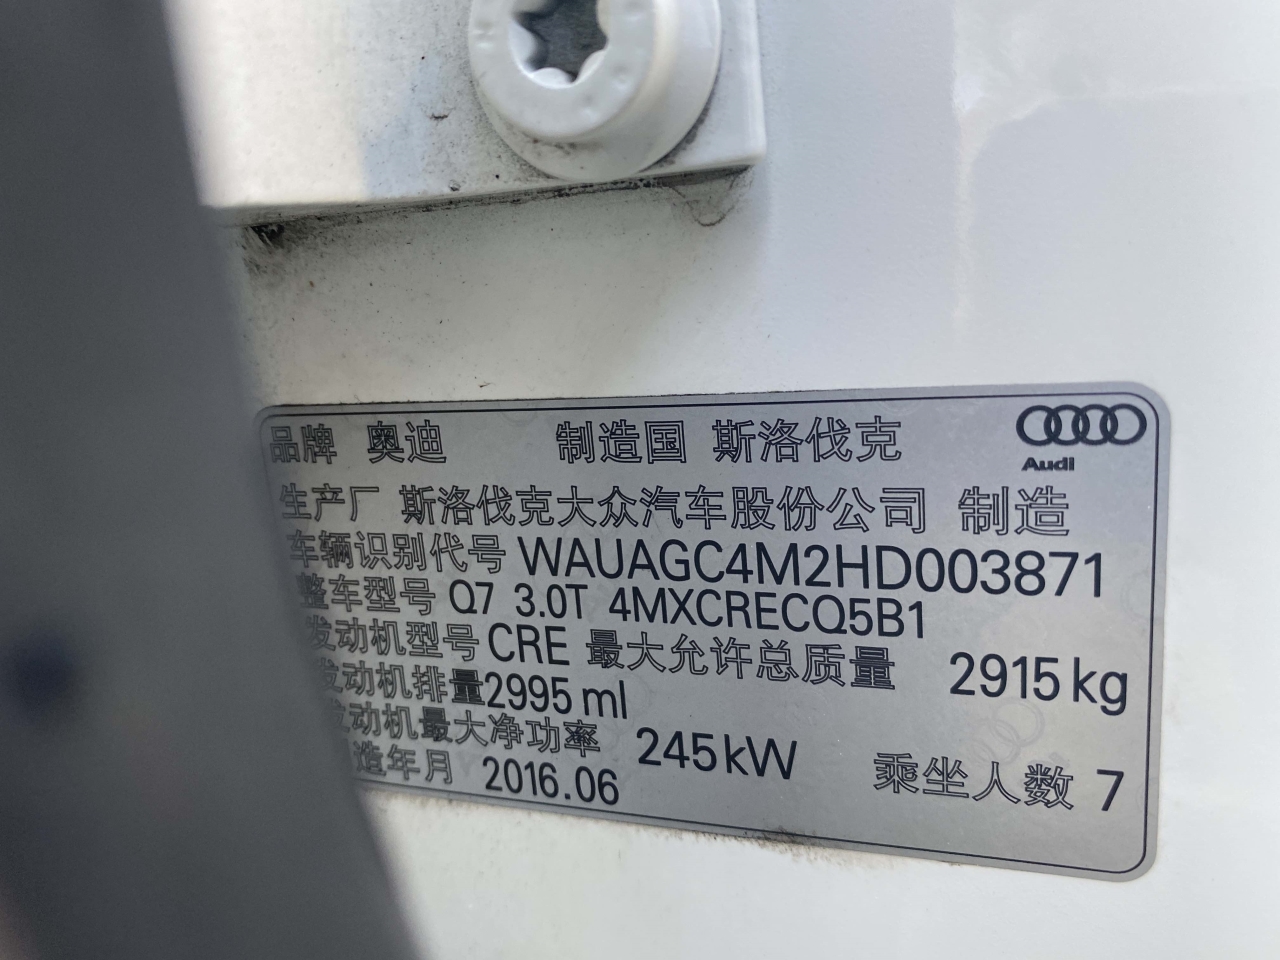 品牌 奥迪 制造国 斯洛伐克
Audi
生产厂 斯洛伐克大众汽车股份公司 制造
车辆识别代号 WAUAGC4M2HD003871
整车型号 Q7 3.0T 4MXCRECQ5B1
发动机型号 CRE 最大允许总质量 2915 kg
发动机排量 2995 ml
发动机最大净功率 245 kW
造年月 2016.06 乘坐人数 7